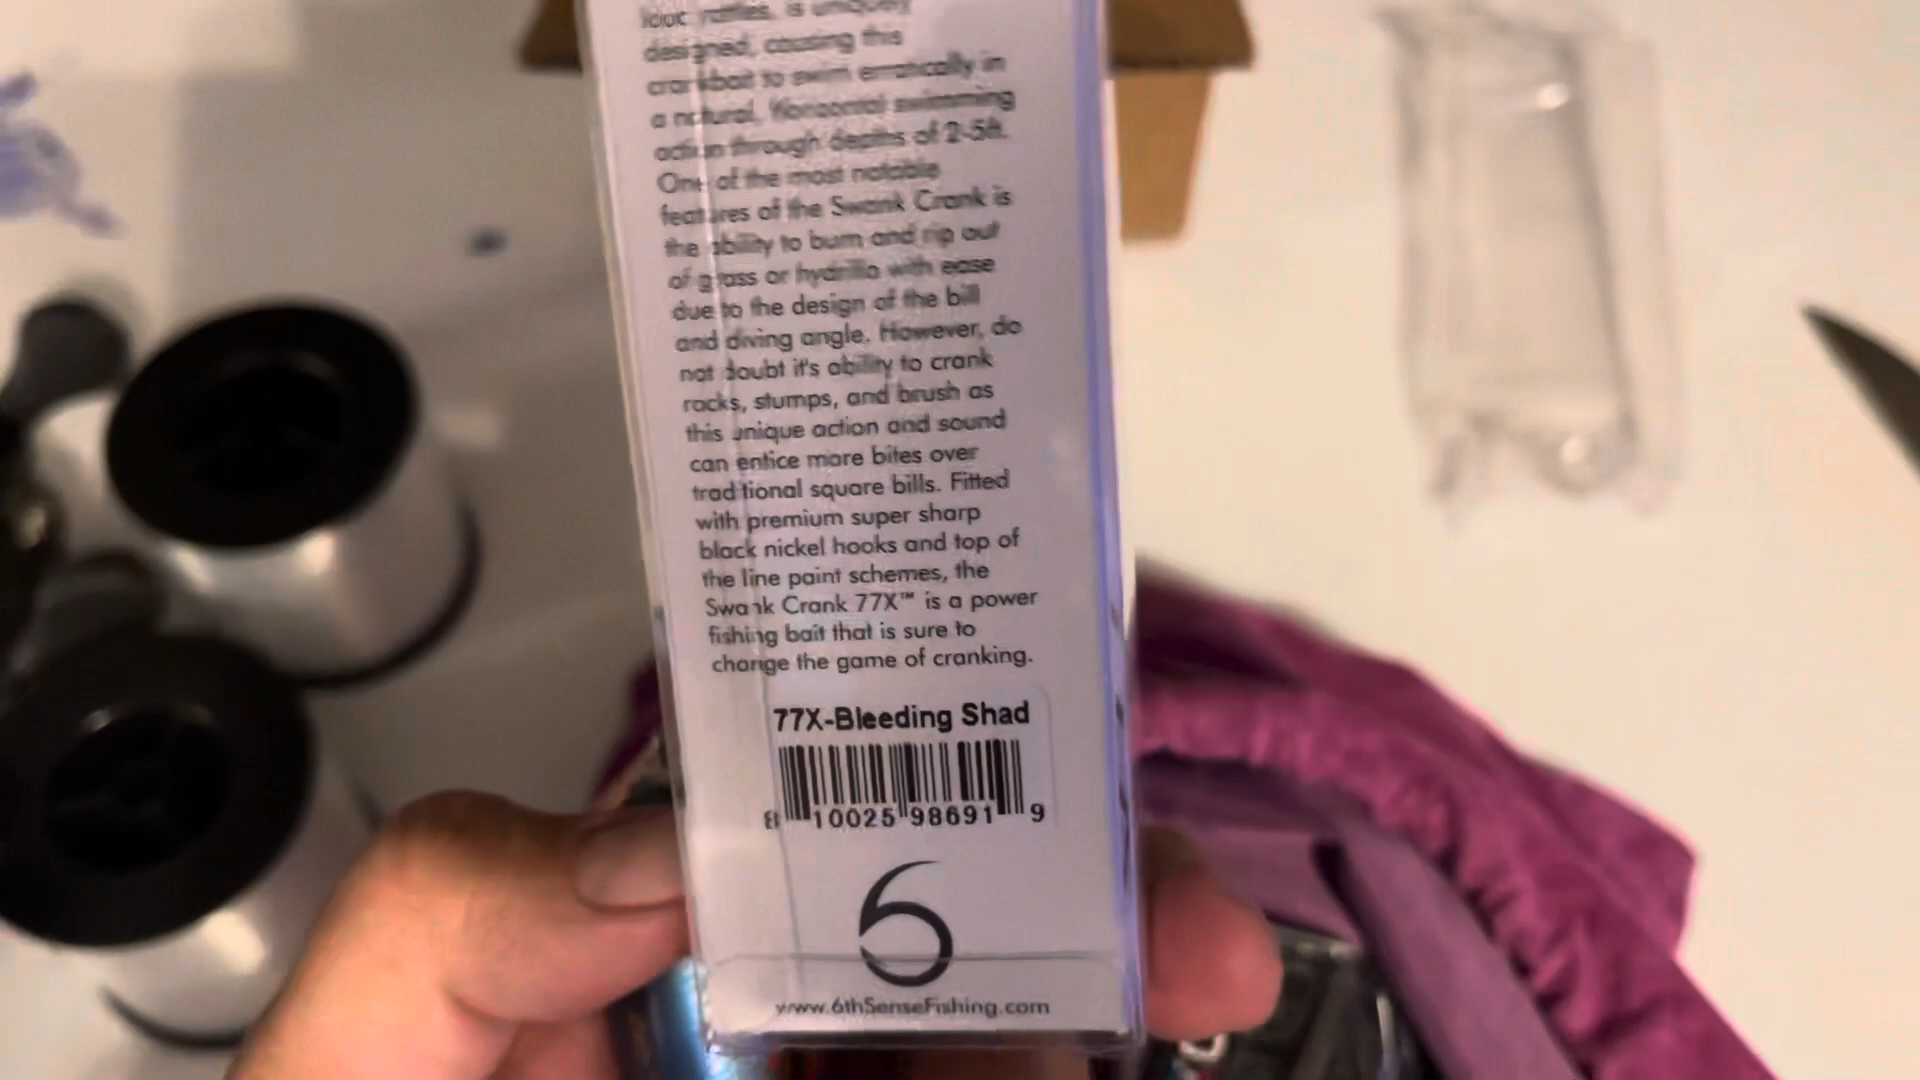 rattles, is uniquely
designed, causing this
crankbait to swim erratically in
a natural, Horizontal swimming
action through depths of 2-5ft.
One of the most notable
features of the Swank Crank is
the ability to burn and rip out
of grass or hydrilla with ease
due to the design of the bill
and diving angle. However, do
not doubt it's ability to crank
rocks, stumps, and brush as
this unique action and sound
can entice more bites over
traditional square bills. Fitted
with premium super sharp
black nickel hooks and top of
the line paint schemes, the
Swank Crank 77X™ is a power
fishing bait that is sure to
change the game of cranking.
77X-Bleeding Shad
8 10025 98691 9
6
www.6thSenseFishing.com